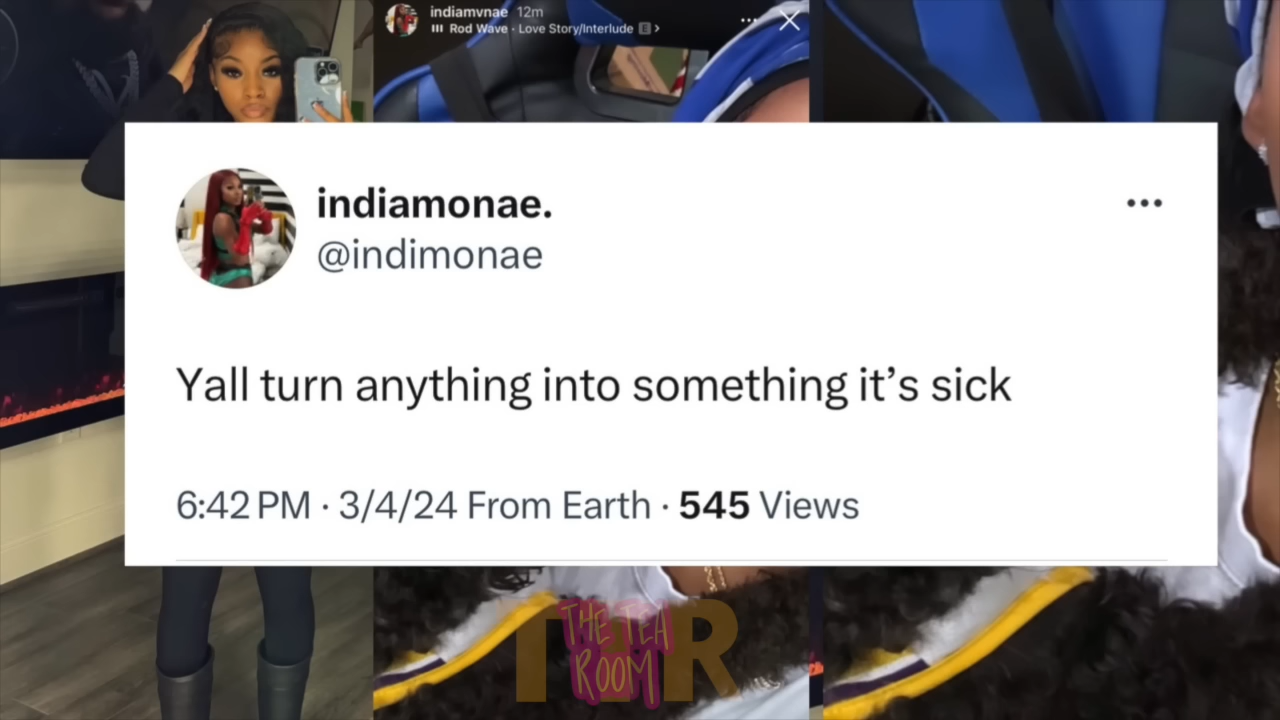 indiamvnae 12m
Rod Wave · Love Story/Interlude E >
indiamonae.
@indimonae
Yall turn anything into something it’s sick
6:42 PM · 3/4/24 From Earth · 545 Views
THE TEA
ROOM
TTR